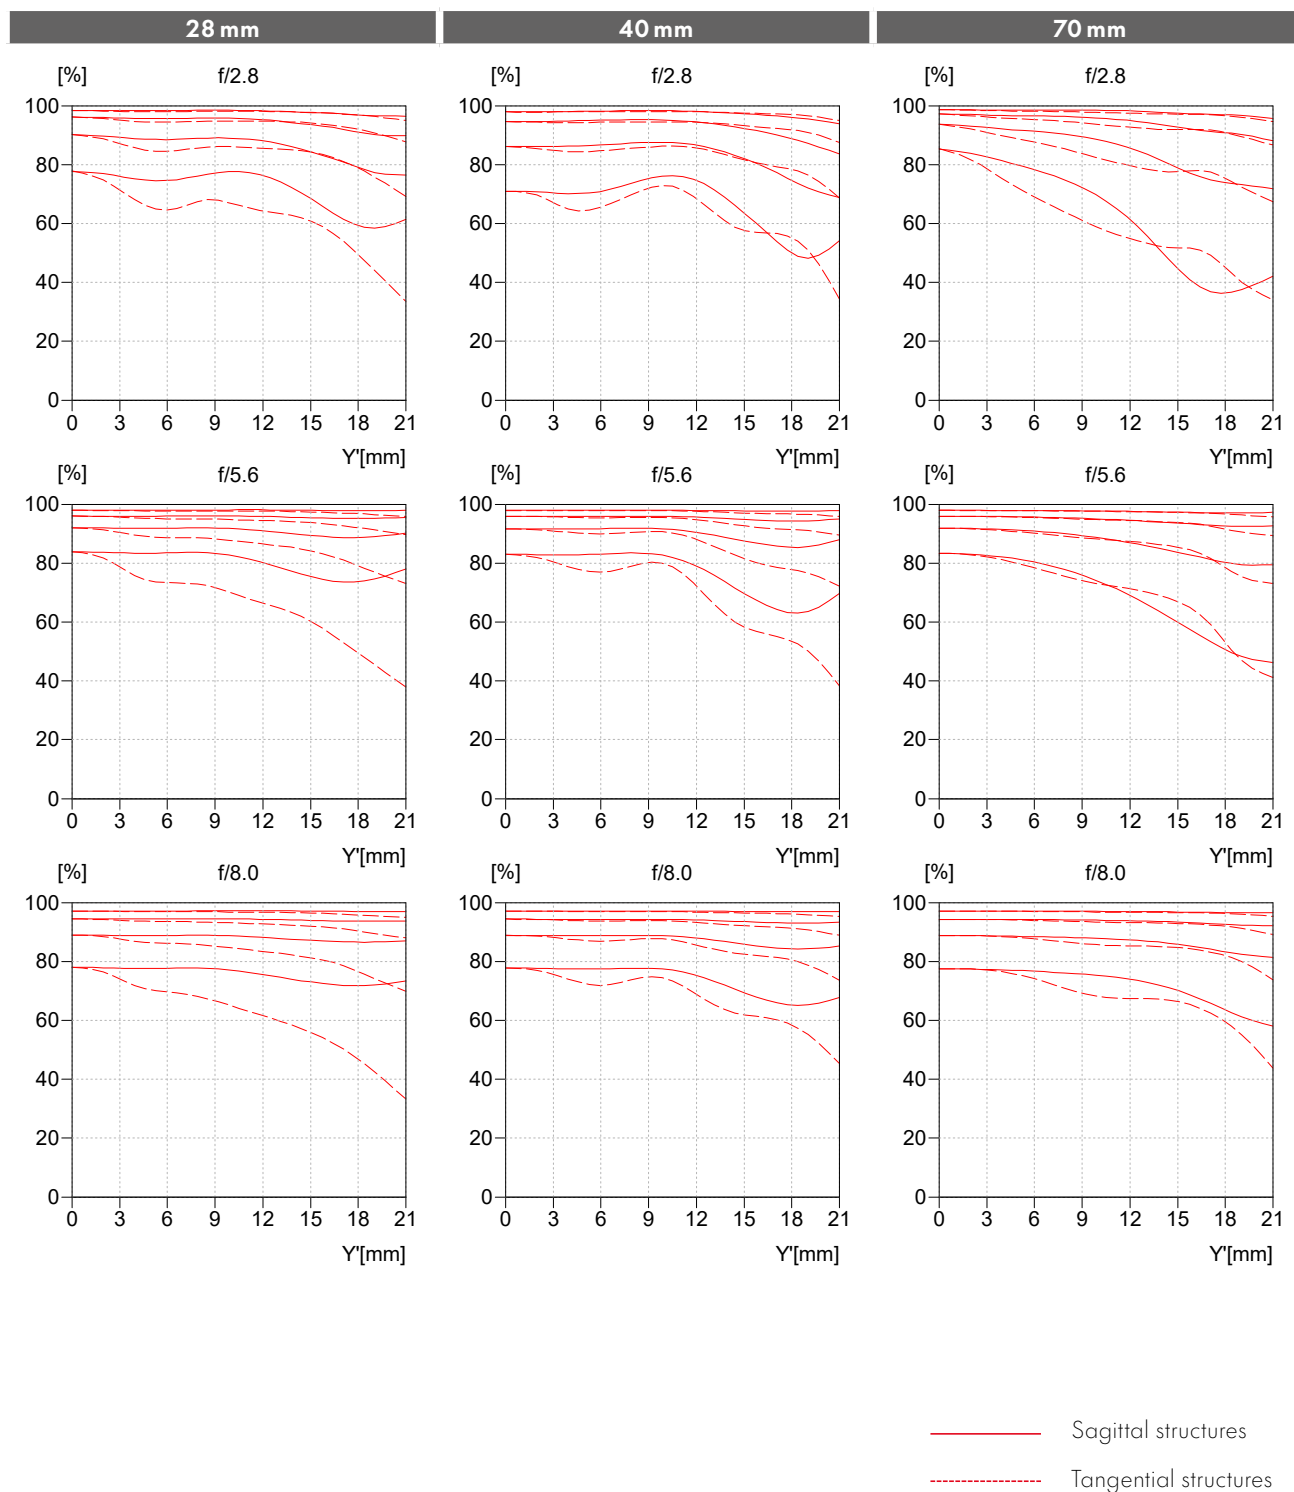 28 mm 40 mm 70 mm
[%] f/2.8 [%] f/2.8 [%] f/2.8
100 100 100
80 80 80
60 60 60
40 40 40
20 20 20
0 0 0
0 3 6 9 12 15 18 21 0 3 6 9 12 15 18 21 0 3 6 9 12 15 18 21
Y'[mm] Y'[mm] Y'[mm]
[%] f/5.6 [%] f/5.6 [%] f/5.6
100 100 100
80 80 80
60 60 60
40 40 40
20 20 20
0 0 0
0 3 6 9 12 15 18 21 0 3 6 9 12 15 18 21 0 3 6 9 12 15 18 21
Y'[mm] Y'[mm] Y'[mm]
[%] f/8.0 [%] f/8.0 [%] f/8.0
100 100 100
80 80 80
60 60 60
40 40 40
20 20 20
0 0 0
0 3 6 9 12 15 18 21 0 3 6 9 12 15 18 21 0 3 6 9 12 15 18 21
Y'[mm] Y'[mm] Y'[mm]
Sagittal structures
Tangential structures